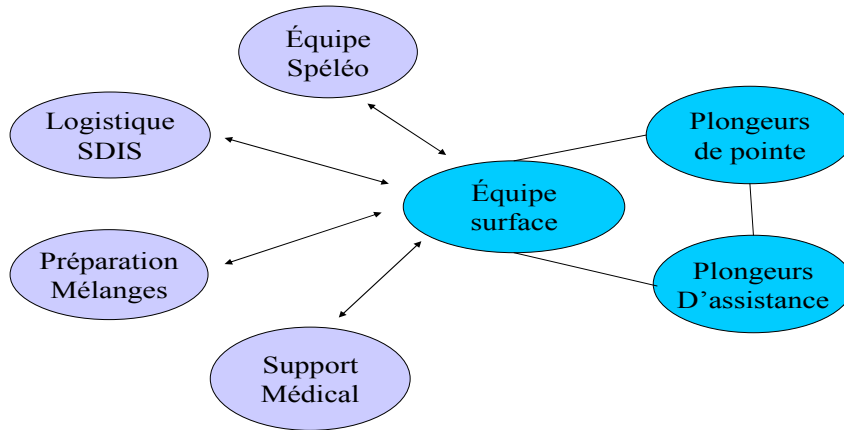 Équipe
Spéléo
Logistique
SDIS
Plongeurs
de pointe
Équipe
surface
Préparation
Mélanges
Plongeurs
D’assistance
Support
Médical